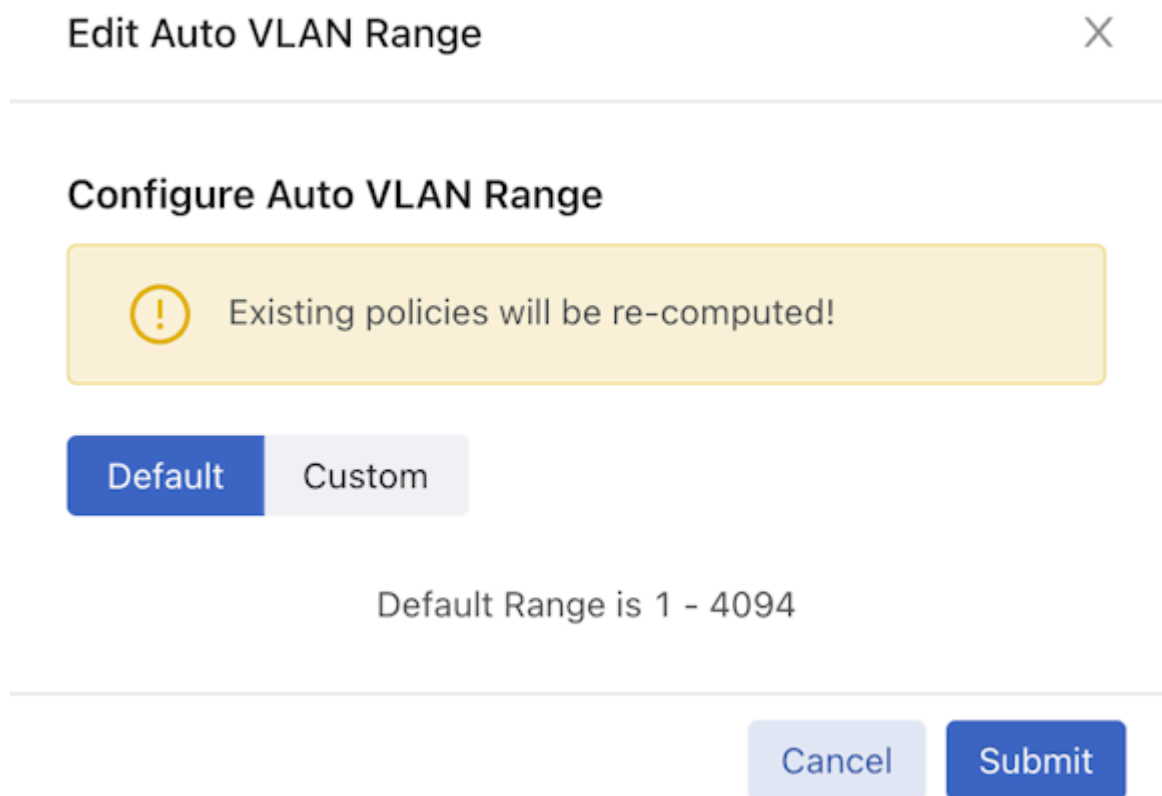 Edit Auto VLAN Range
Configure Auto VLAN Range
Existing policies will be re-computed!
Default Custom
Default Range is 1 - 4094
Cancel Submit